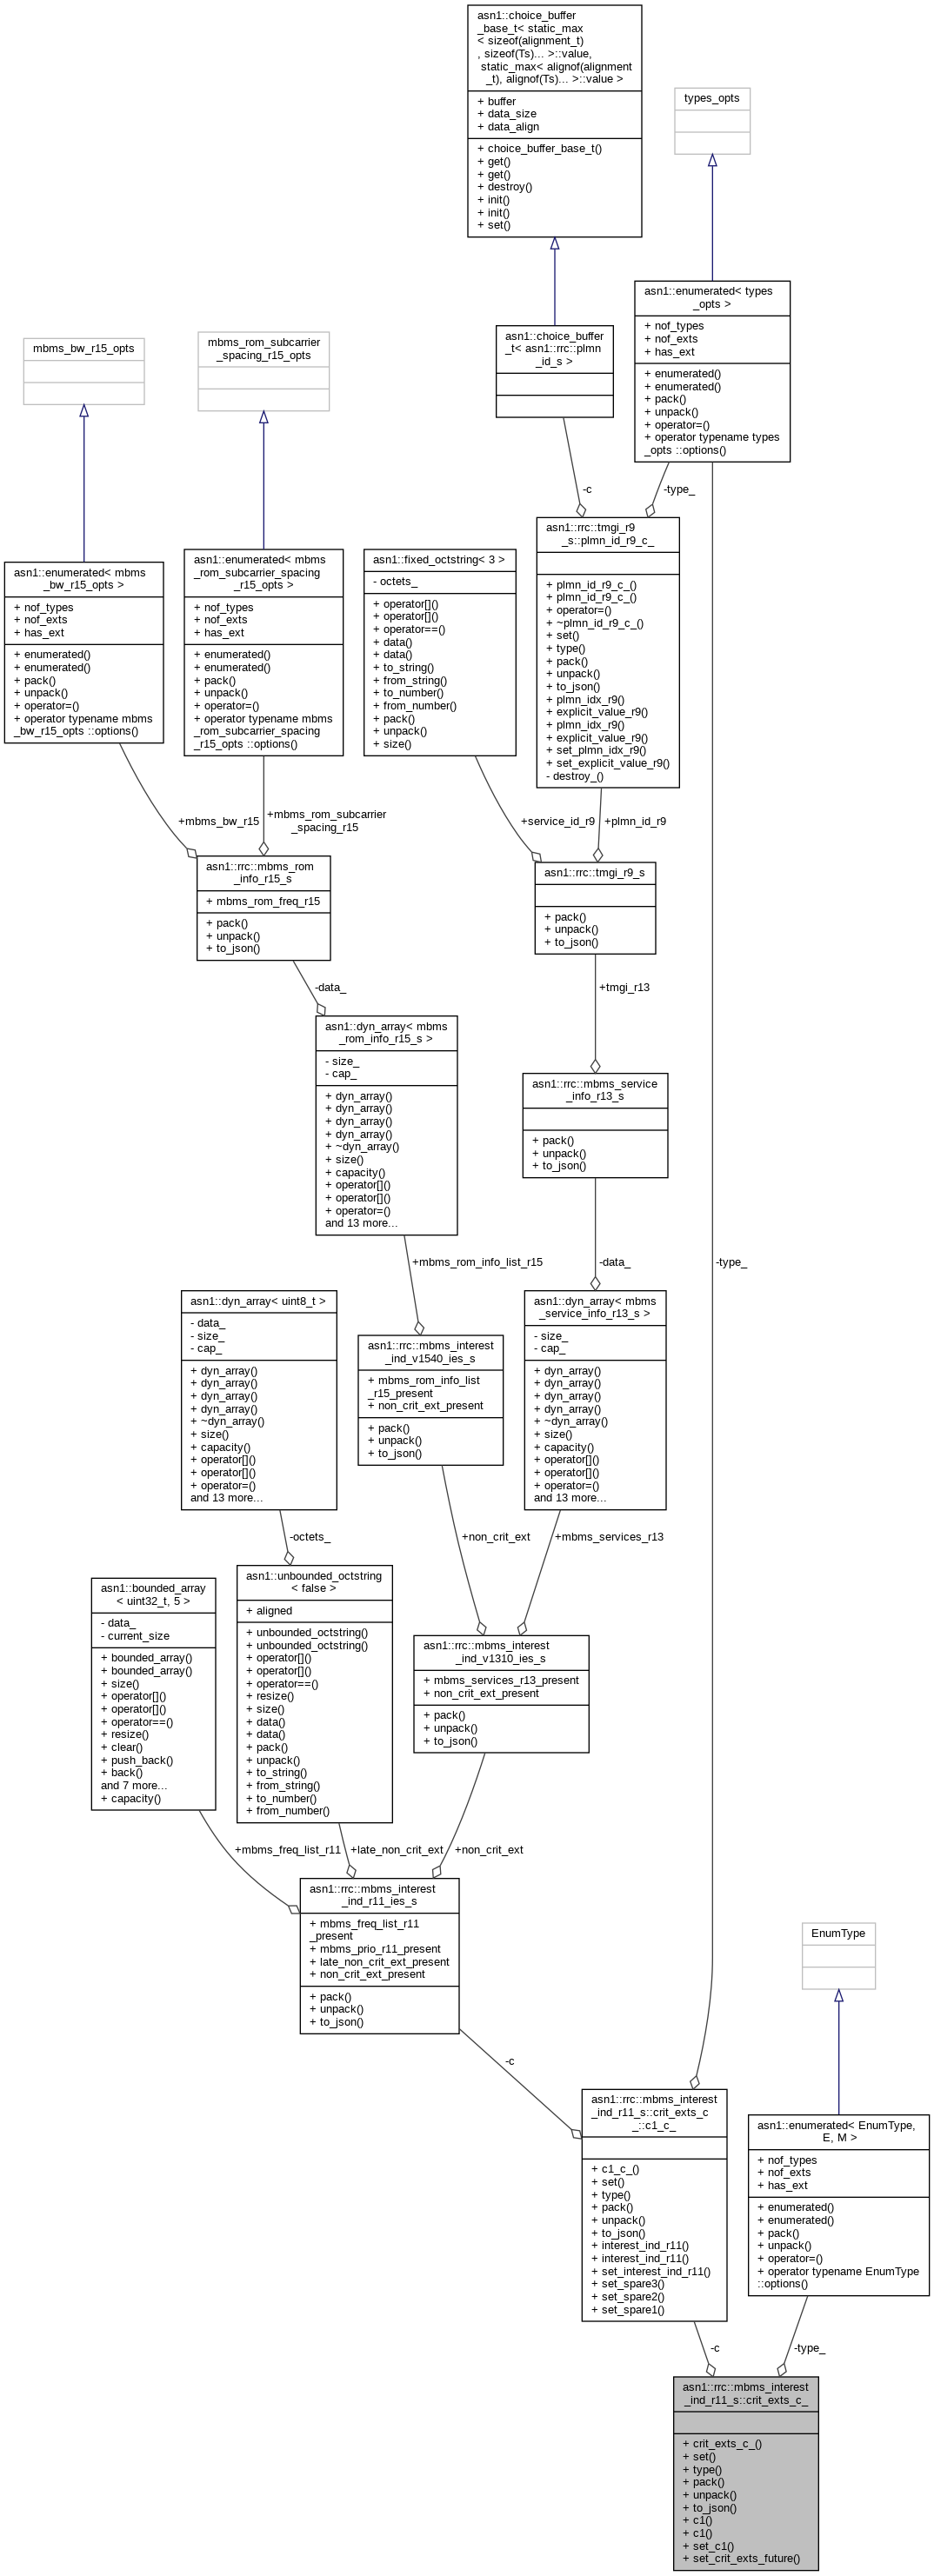 asn1::choice_buffer
_base_t< static_max
< sizeof(alignment_t)
, sizeof(Ts)... >::value,
static_max< alignof(alignment
_t), alignof(Ts)... >::value >
+ buffer
+ data_size
+ data_align
+ choice_buffer_base_t()
+ get()
+ get()
+ destroy()
+ init()
+ init()
+ set()
types_opts
asn1::enumerated< types
_opts >
+ nof_types
+ nof_exts
+ has_ext
+ enumerated()
+ enumerated()
+ pack()
+ unpack()
+ operator=()
+ operator typename types
_opts ::options()
asn1::choice_buffer
_t< asn1::rrc::plmn
_id_s >
mbms_bw_r15_opts
mbms_rom_subcarrier
_spacing_r15_opts
-c
-type_
asn1::enumerated< mbms
_bw_r15_opts >
+ nof_types
+ nof_exts
+ has_ext
+ enumerated()
+ enumerated()
+ pack()
+ unpack()
+ operator=()
+ operator typename mbms
_bw_r15_opts ::options()
asn1::enumerated< mbms
_rom_subcarrier_spacing
_r15_opts >
+ nof_types
+ nof_exts
+ has_ext
+ enumerated()
+ enumerated()
+ pack()
+ unpack()
+ operator=()
+ operator typename mbms
_rom_subcarrier_spacing
_r15_opts ::options()
asn1::fixed_octstring< 3 >
- octets_
+ operator[]()
+ operator[]()
+ operator==()
+ data()
+ data()
+ to_string()
+ from_string()
+ to_number()
+ from_number()
+ pack()
+ unpack()
+ size()
asn1::rrc::tmgi_r9
_s::plmn_id_r9_c_
+ plmn_id_r9_c_()
+ plmn_id_r9_c_()
+ operator=()
+ ~plmn_id_r9_c_()
+ set()
+ type()
+ pack()
+ unpack()
+ to_json()
+ plmn_idx_r9()
+ explicit_value_r9()
+ plmn_idx_r9()
+ explicit_value_r9()
+ set_plmn_idx_r9()
+ set_explicit_value_r9()
- destroy_()
+mbms_bw_r15
+mbms_rom_subcarrier
_spacing_r15
+service_id_r9
+plmn_id_r9
asn1::rrc::mbms_rom
_info_r15_s
+ mbms_rom_freq_r15
+ pack()
+ unpack()
+ to_json()
asn1::rrc::tmgi_r9_s
+ pack()
+ unpack()
+ to_json()
-data_
+tmgi_r13
asn1::dyn_array< mbms
_rom_info_r15_s >
- size_
- cap_
+ dyn_array()
+ dyn_array()
+ dyn_array()
+ dyn_array()
+ ~dyn_array()
+ size()
+ capacity()
+ operator[]()
+ operator[]()
+ operator=()
and 13 more...
asn1::rrc::mbms_service
_info_r13_s
+ pack()
+ unpack()
+ to_json()
+mbms_rom_info_list_r15
-data_
-type_
asn1::dyn_array< uint8_t >
- data_
- size_
- cap_
+ dyn_array()
+ dyn_array()
+ dyn_array()
+ dyn_array()
+ ~dyn_array()
+ size()
+ capacity()
+ operator[]()
+ operator[]()
+ operator=()
and 13 more...
asn1::rrc::mbms_interest
_ind_v1540_ies_s
+ mbms_rom_info_list
_r15_present
+ non_crit_ext_present
+ pack()
+ unpack()
+ to_json()
asn1::dyn_array< mbms
_service_info_r13_s >
- size_
- cap_
+ dyn_array()
+ dyn_array()
+ dyn_array()
+ dyn_array()
+ ~dyn_array()
+ size()
+ capacity()
+ operator[]()
+ operator[]()
+ operator=()
and 13 more...
-octets_
+non_crit_ext
+mbms_services_r13
asn1::bounded_array
< uint32_t, 5 >
- data_
- current_size
+ bounded_array()
+ bounded_array()
+ size()
+ operator[]()
+ operator[]()
+ operator==()
+ resize()
+ clear()
+ push_back()
+ back()
and 7 more...
+ capacity()
asn1::unbounded_octstring
< false >
+ aligned
+ unbounded_octstring()
+ unbounded_octstring()
+ operator[]()
+ operator[]()
+ operator==()
+ resize()
+ size()
+ data()
+ data()
+ pack()
+ unpack()
+ to_string()
+ from_string()
+ to_number()
+ from_number()
asn1::rrc::mbms_interest
_ind_v1310_ies_s
+ mbms_services_r13_present
+ non_crit_ext_present
+ pack()
+ unpack()
+ to_json()
+mbms_freq_list_r11
+late_non_crit_ext
+non_crit_ext
asn1::rrc::mbms_interest
_ind_r11_ies_s
+ mbms_freq_list_r11
_present
+ mbms_prio_r11_present
+ late_non_crit_ext_present
+ non_crit_ext_present
+ pack()
+ unpack()
+ to_json()
EnumType
-c
asn1::rrc::mbms_interest
_ind_r11_s::crit_exts_c
_::c1_c_
+ c1_c_()
+ set()
+ type()
+ pack()
+ unpack()
+ to_json()
+ interest_ind_r11()
+ interest_ind_r11()
+ set_interest_ind_r11()
+ set_spare3()
+ set_spare2()
+ set_spare1()
asn1::enumerated< EnumType,
E, M >
+ nof_types
+ nof_exts
+ has_ext
+ enumerated()
+ enumerated()
+ pack()
+ unpack()
+ operator=()
+ operator typename EnumType
::options()
-c
-type_
asn1::rrc::mbms_interest
_ind_r11_s::crit_exts_c_
+ crit_exts_c_()
+ set()
+ type()
+ pack()
+ unpack()
+ to_json()
+ c1()
+ c1()
+ set_c1()
+ set_crit_exts_future()